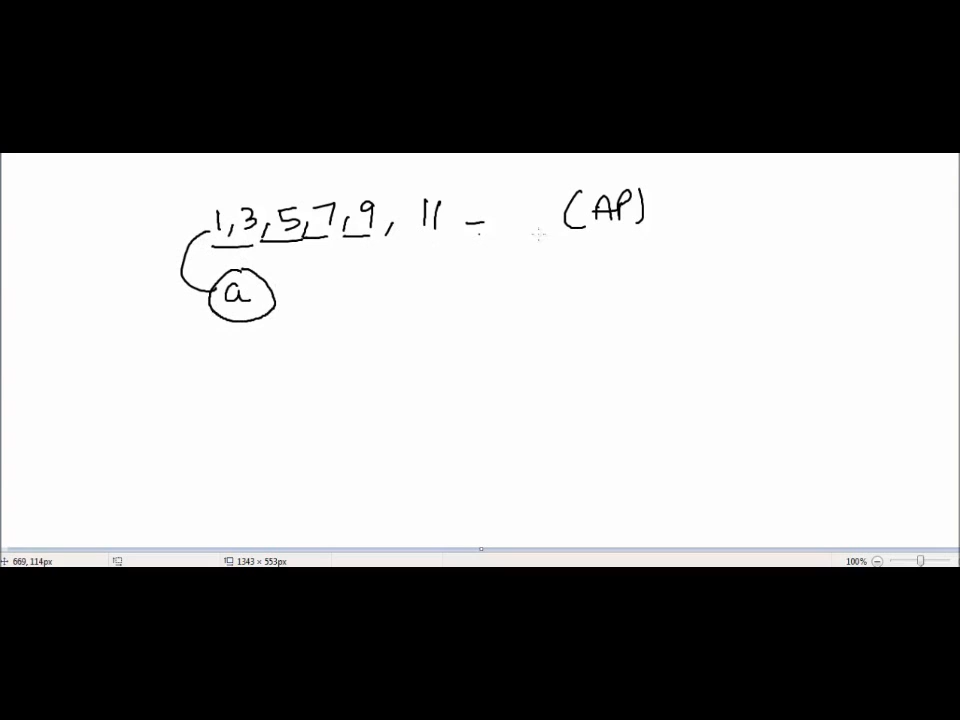 1, 3, 5, 7, 9, 11 - (AP)
a
669, 114px 1343 × 553px 100%